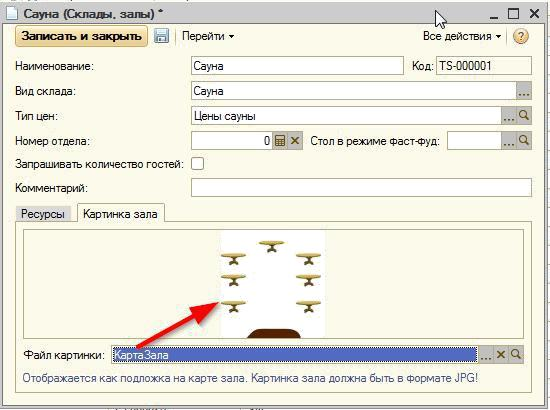 Сауна (Склады, залы) *
Записать и закрыть Перейти Все действия ?
Наименование: Сауна Код: TS-000001
Вид склада: Сауна ...
Тип цен: Цены сауны ...
Номер отдела: 0 Стол в режиме фаст-фуд: ...
Запрашивать количество гостей:
Комментарий:
Ресурсы Картинка зала
Файл картинки: КартаЗала ...
Отображается как подложка на карте зала. Картинка зала должна быть в формате JPG!